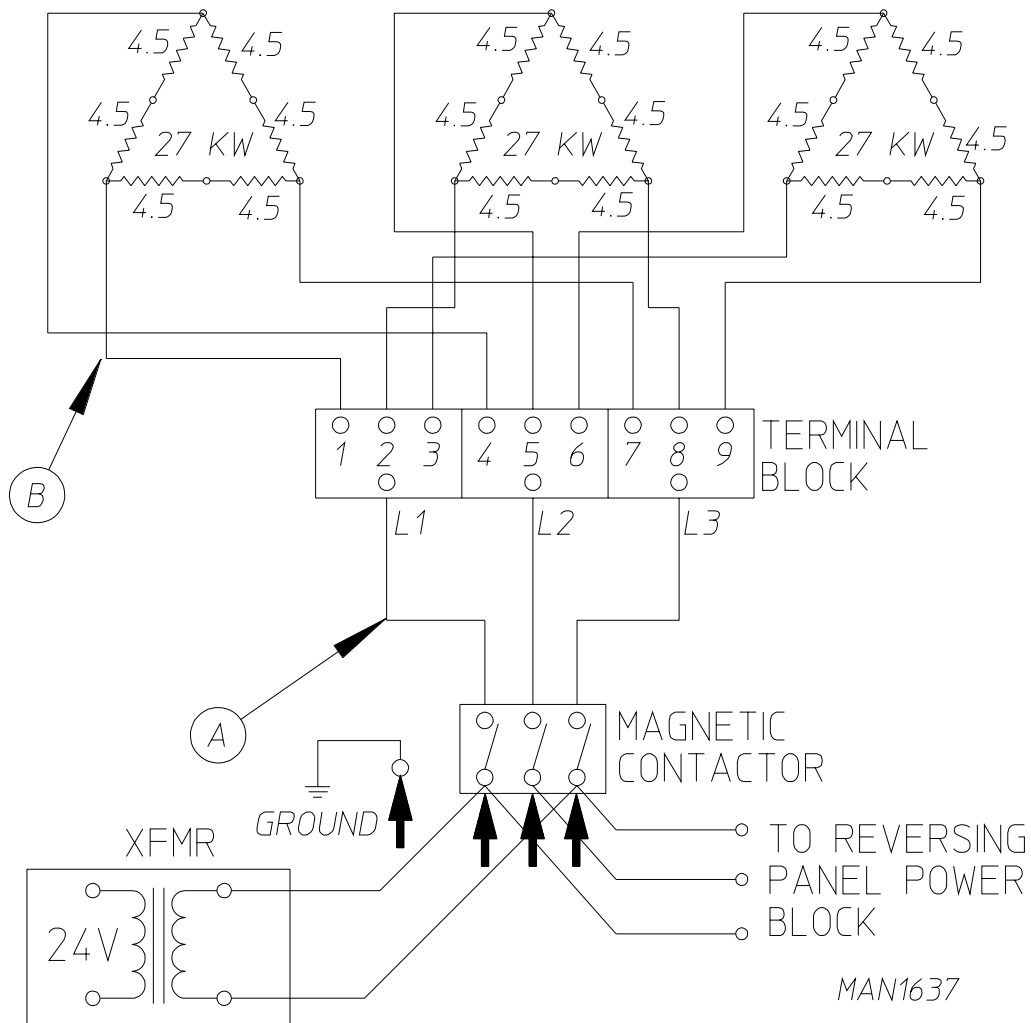 4.5 4.5 4.5 4.5 4.5 4.5
4.5 4.5 4.5 4.5 4.5 4.5
27 KW 27 KW 27 KW
4.5 4.5 4.5 4.5 4.5 4.5
1 2 3 4 5 6 7 8 9
TERMINAL
BLOCK
B
L1 L2 L3
A
MAGNETIC
CONTACTOR
GROUND
XFMR
24V
TO REVERSING
PANEL POWER
BLOCK
MAN1637